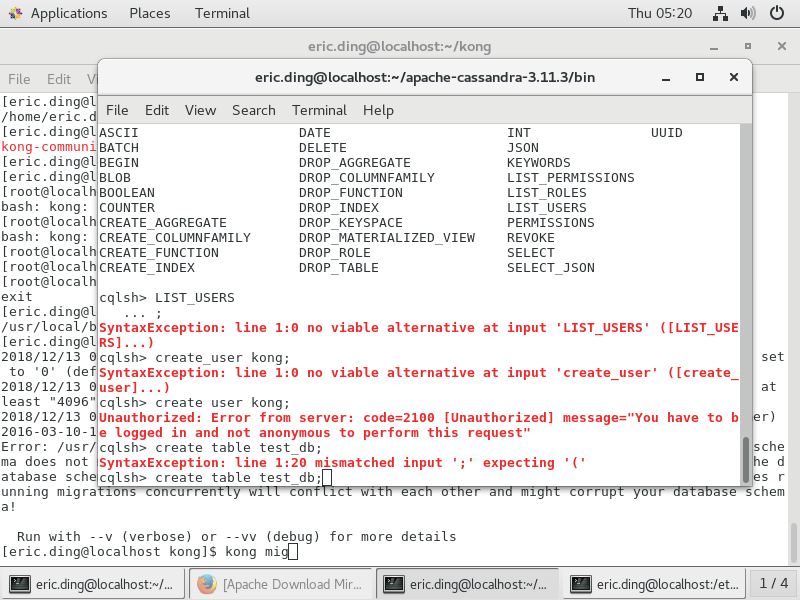 Applications Places Terminal Thu 05:20
eric.ding@localhost:~/kong
File Edit V
eric.ding@localhost:~/apache-cassandra-3.11.3/bin
File Edit View Search Terminal Help
[eric.ding@l
/home/eric.d
[eric.ding@l
kong-communi
[eric.ding@l
[eric.ding@l
[root@localh
bash: kong:
[root@localh
bash: kong:
[root@localh
[root@localh
[root@localh
exit
[eric.ding@l
/usr/local/b
[eric.ding@l
2018/12/13 0 set
to '0' (def
2018/12/13 0 at
least "4096"
2018/12/13 0 er)
2016-03-10-1
Error: /usr/ sche
ma does not he d
atabase sche es r
ASCII DATE INT UUID
BATCH DELETE JSON
BEGIN DROP_AGGREGATE KEYWORDS
BLOB DROP_COLUMNFAMILY LIST_PERMISSIONS
BOOLEAN DROP_FUNCTION LIST_ROLES
COUNTER DROP_INDEX LIST_USERS
CREATE_AGGREGATE DROP_KEYSPACE PERMISSIONS
CREATE_COLUMNFAMILY DROP_MATERIALIZED_VIEW REVOKE
CREATE_FUNCTION DROP_ROLE SELECT
CREATE_INDEX DROP_TABLE SELECT_JSON
cqlsh> LIST_USERS
... ;
SyntaxException: line 1:0 no viable alternative at input 'LIST_USERS' ([LIST_USE
RS]...)
cqlsh> create_user kong;
SyntaxException: line 1:0 no viable alternative at input 'create_user' ([create_
user]...)
cqlsh> create user kong;
Unauthorized: Error from server: code=2100 [Unauthorized] message="You have to b
e logged in and not anonymous to perform this request"
cqlsh> create table test_db;
SyntaxException: line 1:20 mismatched input ';' expecting '('
cqlsh> create table test_db;
unning migrations concurrently will conflict with each other and might corrupt your database schem
a!
Run with --v (verbose) or --vv (debug) for more details
[eric.ding@localhost kong]$ kong mig
eric.ding@localhost:~/... [Apache Download Mir... eric.ding@localhost:~/... eric.ding@localhost:/et... 1 / 4